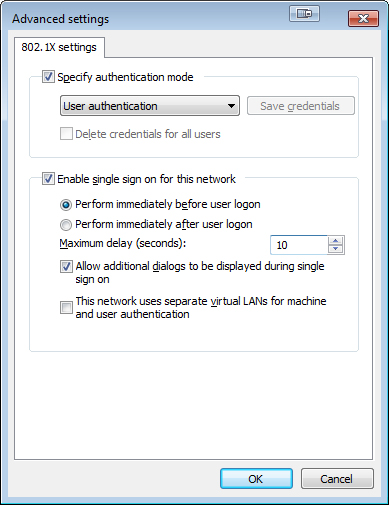 Advanced settings
802.1X settings
Specify authentication mode
User authentication
Save credentials
Delete credentials for all users
Enable single sign on for this network
Perform immediately before user logon
Perform immediately after user logon
Maximum delay (seconds):
10
Allow additional dialogs to be displayed during single
sign on
This network uses separate virtual LANs for machine
and user authentication
OK
Cancel